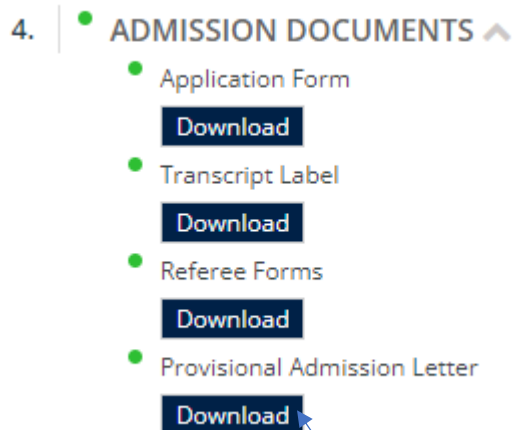 4. ADMISSION DOCUMENTS
Application Form
Download
Transcript Label
Download
Referee Forms
Download
Provisional Admission Letter
Download